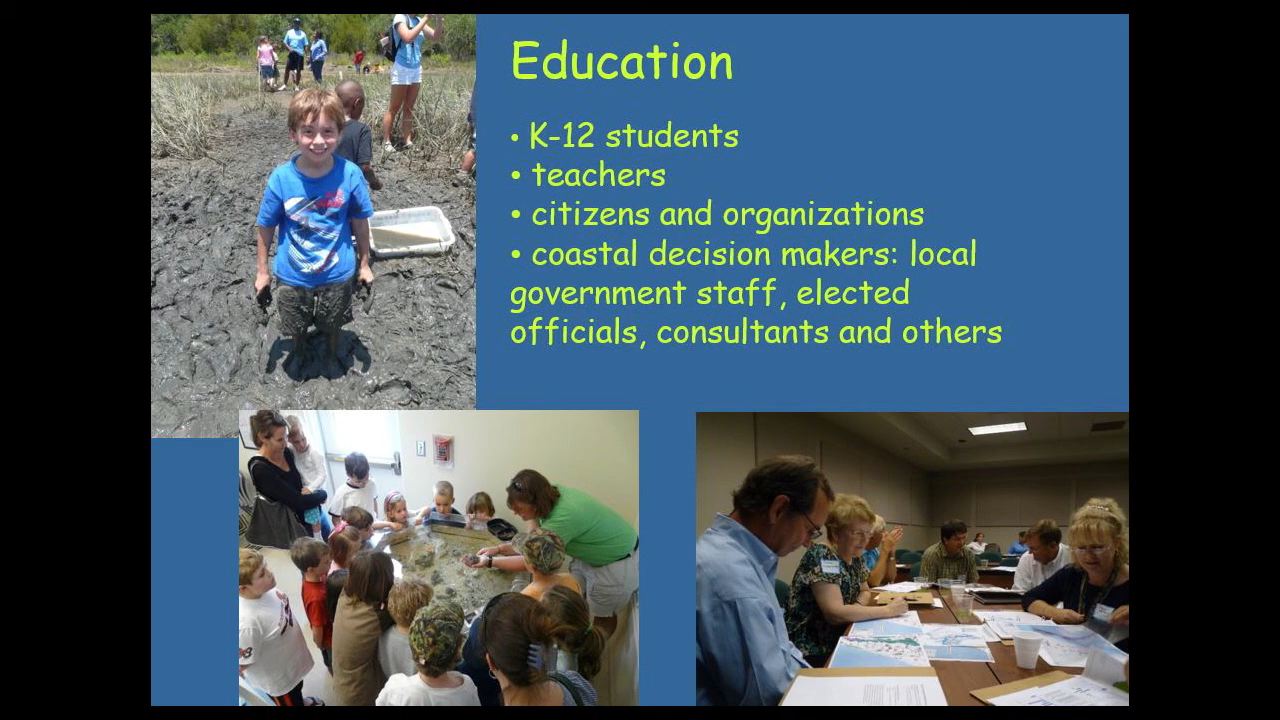 Education
• K-12 students
• teachers
• citizens and organizations
• coastal decision makers: local
government staff, elected
officials, consultants and others